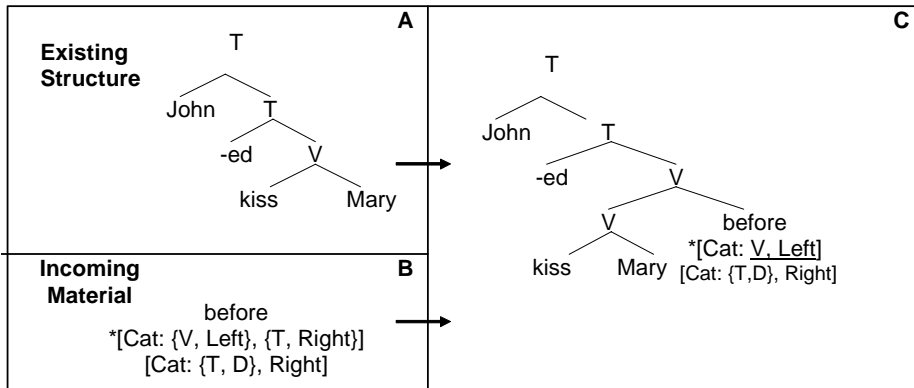 A
Existing
Structure
T
John T
-ed V
kiss Mary
B
Incoming
Material
before
*[Cat: {V, Left}, {T, Right}]
[Cat: {T, D}, Right]
C
T
John T
-ed V
V before
*[Cat: V, Left]
kiss Mary [Cat: {T,D}, Right]